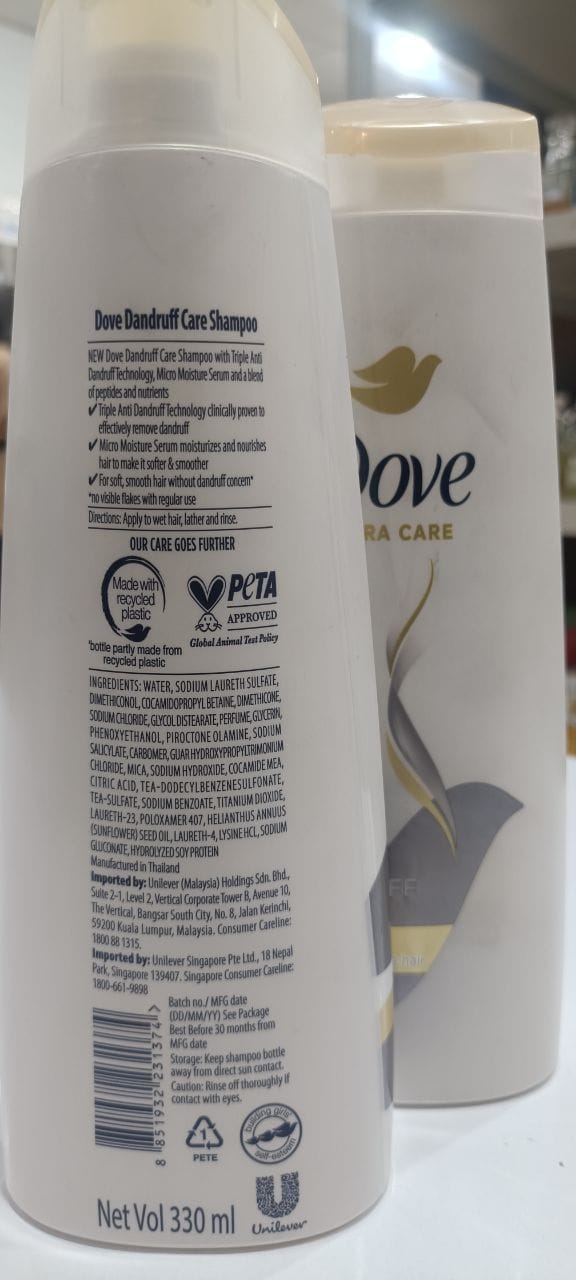 Dove Dandruff Care Shampoo
NEW Dove Dandruff Care Shampoo with Triple Anti
Dandruff Technology, Micro Moisture Serum and a blend
of peptides and nutrients
✓Triple Anti Dandruff Technology clinically proven to
effectively remove dandruff
✓Micro Moisture Serum moisturizes and nourishes
hair to make it softer & smoother
✓For soft, smooth hair without dandruff concern*
*no visible flakes with regular use
Directions: Apply to wet hair, lather and rinse.
OUR CARE GOES FURTHER
Made with
recycled
plastic
*bottle partly made from
recycled plastic
PeTA
APPROVED
Global Animal Test Policy
INGREDIENTS: WATER, SODIUM LAURETH SULFATE,
DIMETHICONOL, COCAMIDOPROPYL BETAINE, DIMETHICONE,
SODIUM CHLORIDE, GLYCOL DISTEARATE, PERFUME, GLYCERIN,
PHENOXYETHANOL, PIROCTONE OLAMINE, SODIUM
SALICYLATE, CARBOMER, GUAR HYDROXYPROPYLTRIMONIUM
CHLORIDE, MICA, SODIUM HYDROXIDE, COCAMIDE MEA,
CITRIC ACID, TEA-DODECYLBENZENESULFONATE,
TEA-SULFATE, SODIUM BENZOATE, TITANIUM DIOXIDE,
LAURETH-23, POLOXAMER 407, HELIANTHUS ANNUUS
(SUNFLOWER) SEED OIL, LAURETH-4, LYSINE HCL, SODIUM
GLUCONATE, HYDROLYZED SOY PROTEIN
Manufactured in Thailand
Imported by: Unilever (Malaysia) Holdings Sdn. Bhd.,
Suite 2-1, Level 2, Vertical Corporate Tower B, Avenue 10,
The Vertical, Bangsar South City, No. 8, Jalan Kerinchi,
59200 Kuala Lumpur, Malaysia. Consumer Careline:
1800 88 1315.
Imported by: Unilever Singapore Pte Ltd., 18 Nepal
Park, Singapore 139407. Singapore Consumer Careline:
1800-661-9898
Batch no./ MFG date
(DD/MM/YY) See Package
Best Before 30 months from
MFG date
Storage: Keep shampoo bottle
away from direct sun contact.
Caution: Rinse off thoroughly if
contact with eyes.
8 851932 231374 >
1
PETE
building girls'
self-esteem
Net Vol 330 ml
Unilever
Dove
RA CARE
FF
hair